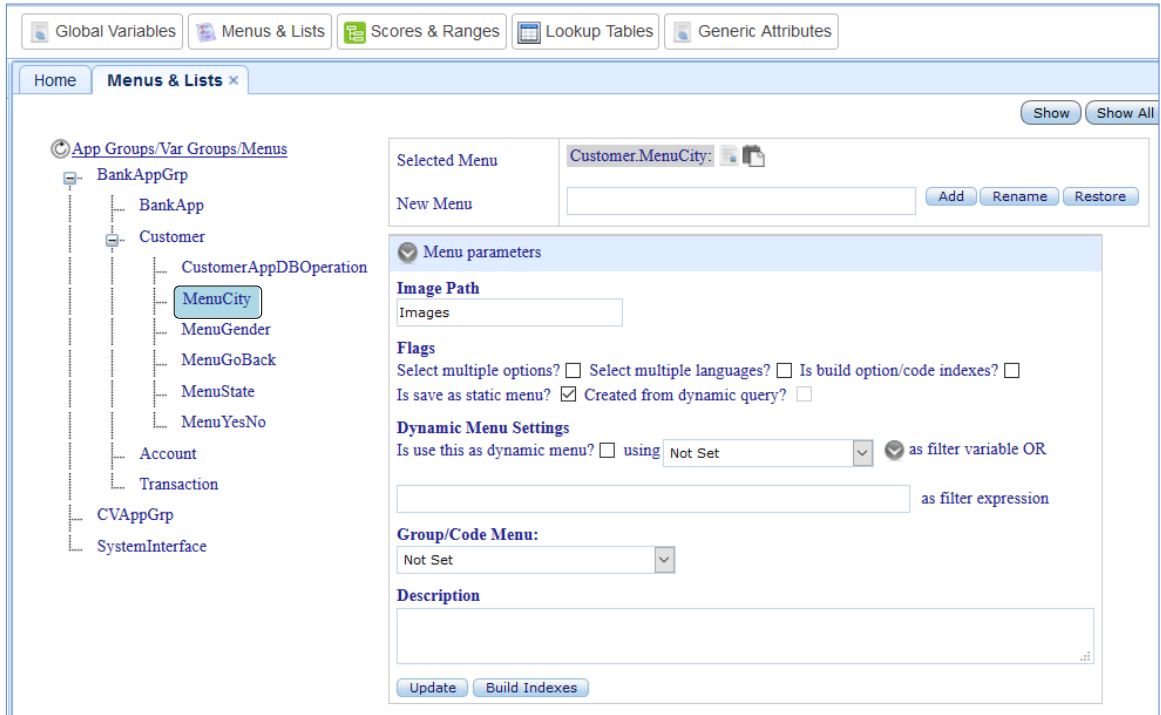 Global Variables Menus & Lists Scores & Ranges Lookup Tables Generic Attributes
Home Menus & Lists ×
Show Show All
App Groups/Var Groups/Menus
BankAppGrp
BankApp
Customer
CustomerAppDBOperation
MenuCity
MenuGender
MenuGoBack
MenuState
MenuYesNo
Account
Transaction
CVAppGrp
SystemInterface
Selected Menu Customer.MenuCity:
New Menu Add Rename Restore
Menu parameters
Image Path
Images
Flags
Select multiple options? Select multiple languages? Is build option/code indexes?
Is save as static menu? Created from dynamic query?
Dynamic Menu Settings
Is use this as dynamic menu? using Not Set as filter variable OR
as filter expression
Group/Code Menu:
Not Set
Description
Update Build Indexes